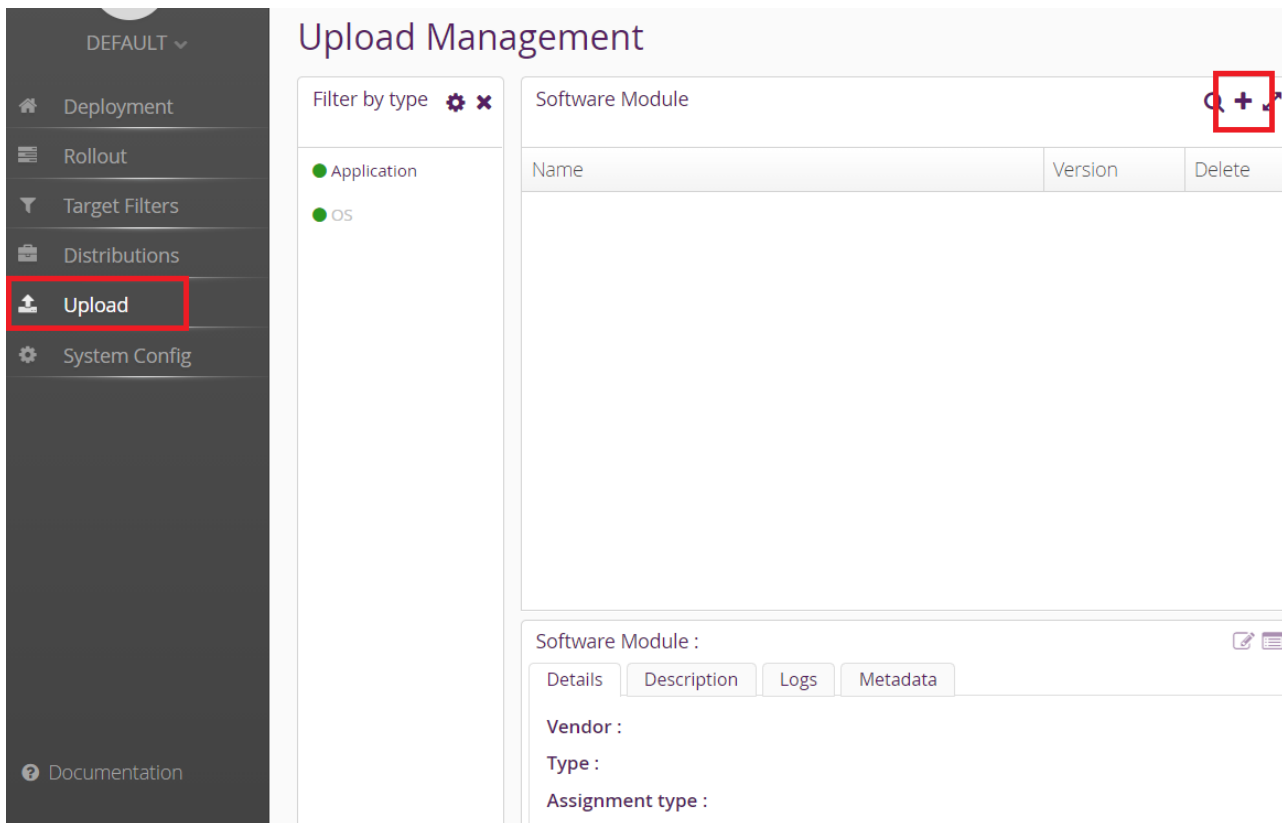 DEFAULT
Deployment
Rollout
Target Filters
Distributions
Upload
System Config
Documentation
Upload Management
Filter by type
Application
OS
Software Module
Name Version Delete
Software Module :
Details Description Logs Metadata
Vendor :
Type :
Assignment type :